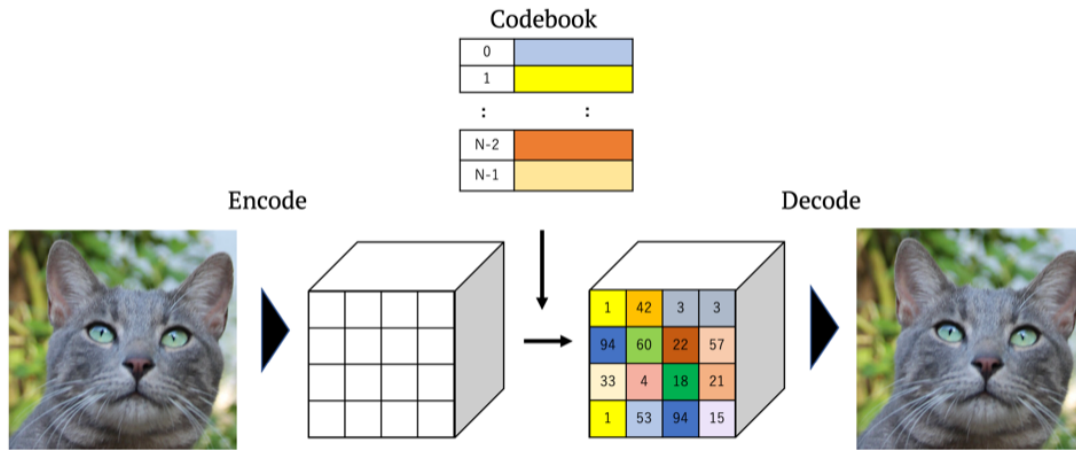 Codebook
0
1
: :
N-2
N-1
Encode
Decode
1 42 3 3
94 60 22 57
33 4 18 21
1 53 94 15